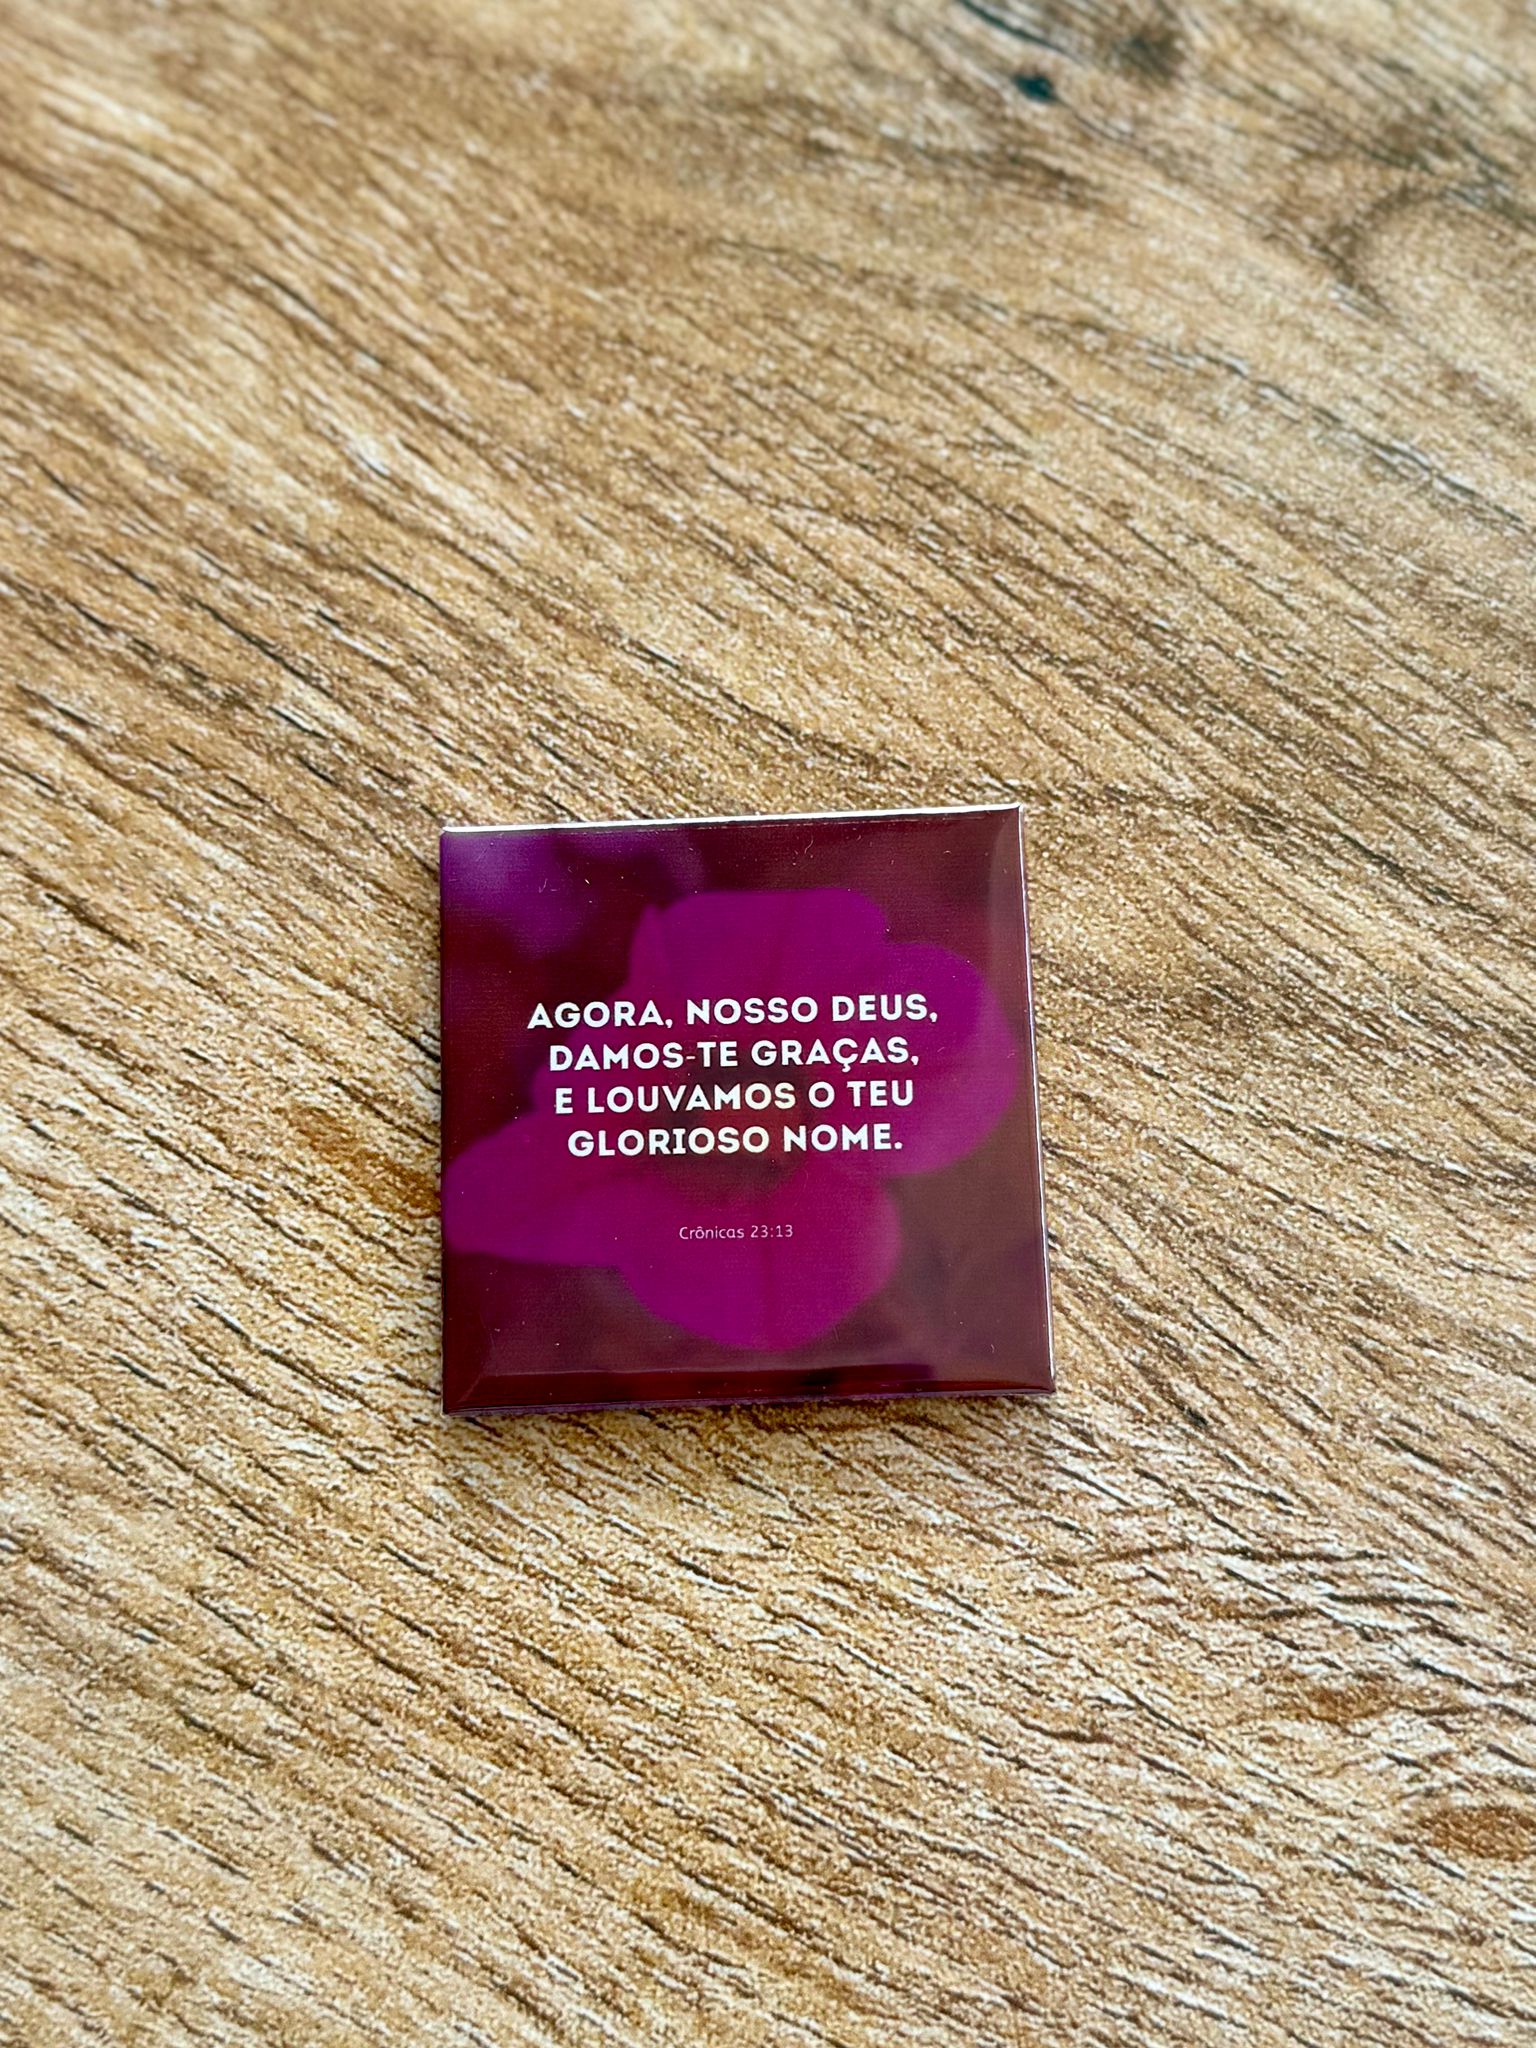 AGORA, NOSSO DEUS,
DAMOS-TE GRAÇAS,
E LOUVAMOS O TEU
GLORIOSO NOME.
Crônicas 23:13